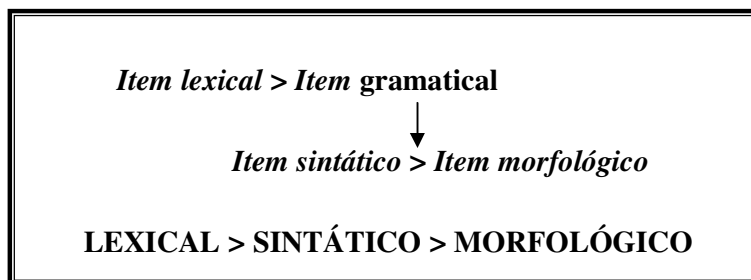 Item lexical > Item gramatical
Item sintático > Item morfológico
LEXICAL > SINTÁTICO > MORFOLÓGICO